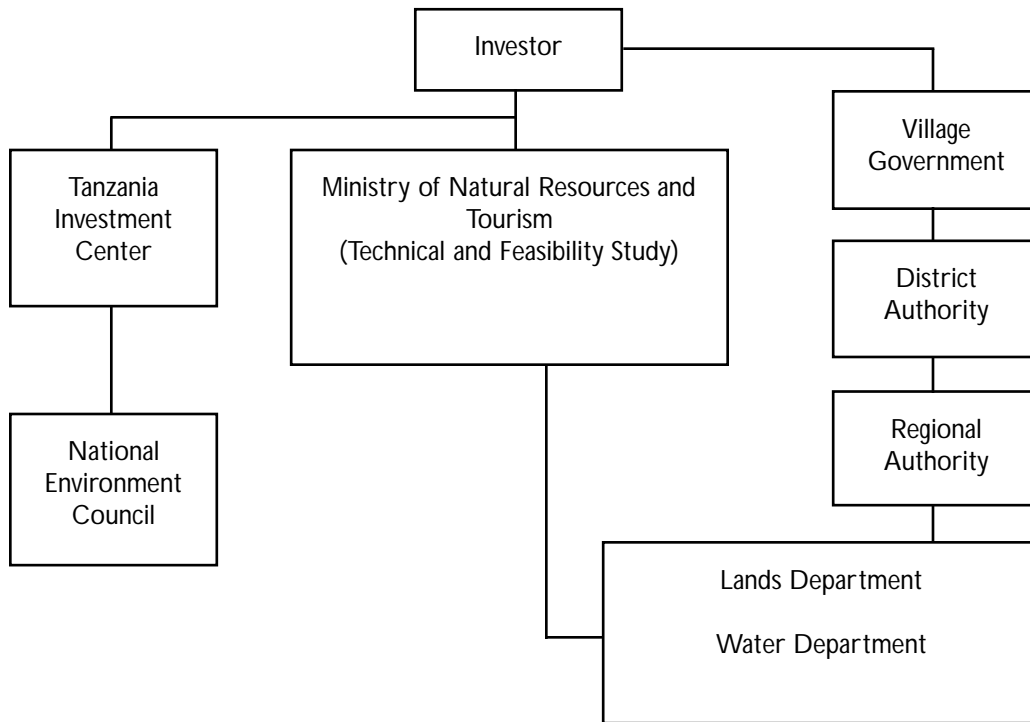 Investor
Village
Government
Tanzania
Investment
Center
Ministry of Natural Resources and
Tourism
(Technical and Feasibility Study)
District
Authority
National
Environment
Council
Regional
Authority
Lands Department
Water Department